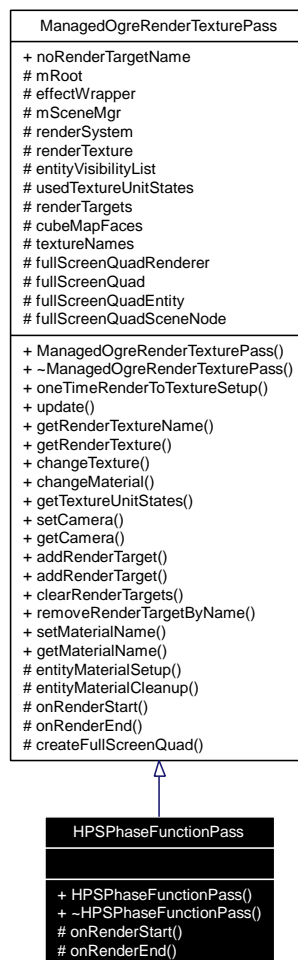 ManagedOgreRenderTexturePass
+ noRenderTargetName
# mRoot
# effectWrapper
# mSceneMgr
# renderSystem
# renderTexture
# entityVisibilityList
# usedTextureUnitStates
# renderTargets
# cubeMapFaces
# textureNames
# fullScreenQuadRenderer
# fullScreenQuad
# fullScreenQuadEntity
# fullScreenQuadSceneNode
+ ManagedOgreRenderTexturePass()
+ ~ManagedOgreRenderTexturePass()
+ oneTimeRenderToTextureSetup()
+ update()
+ getRenderTextureName()
+ getRenderTexture()
+ changeTexture()
+ changeMaterial()
+ getTextureUnitStates()
+ setCamera()
+ getCamera()
+ addRenderTarget()
+ addRenderTarget()
+ clearRenderTargets()
+ removeRenderTargetByName()
+ setMaterialName()
+ getMaterialName()
# entityMaterialSetup()
# entityMaterialCleanup()
# onRenderStart()
# onRenderEnd()
# createFullScreenQuad()
HPSPhaseFunctionPass
+ HPSPhaseFunctionPass()
+ ~HPSPhaseFunctionPass()
# onRenderStart()
# onRenderEnd()